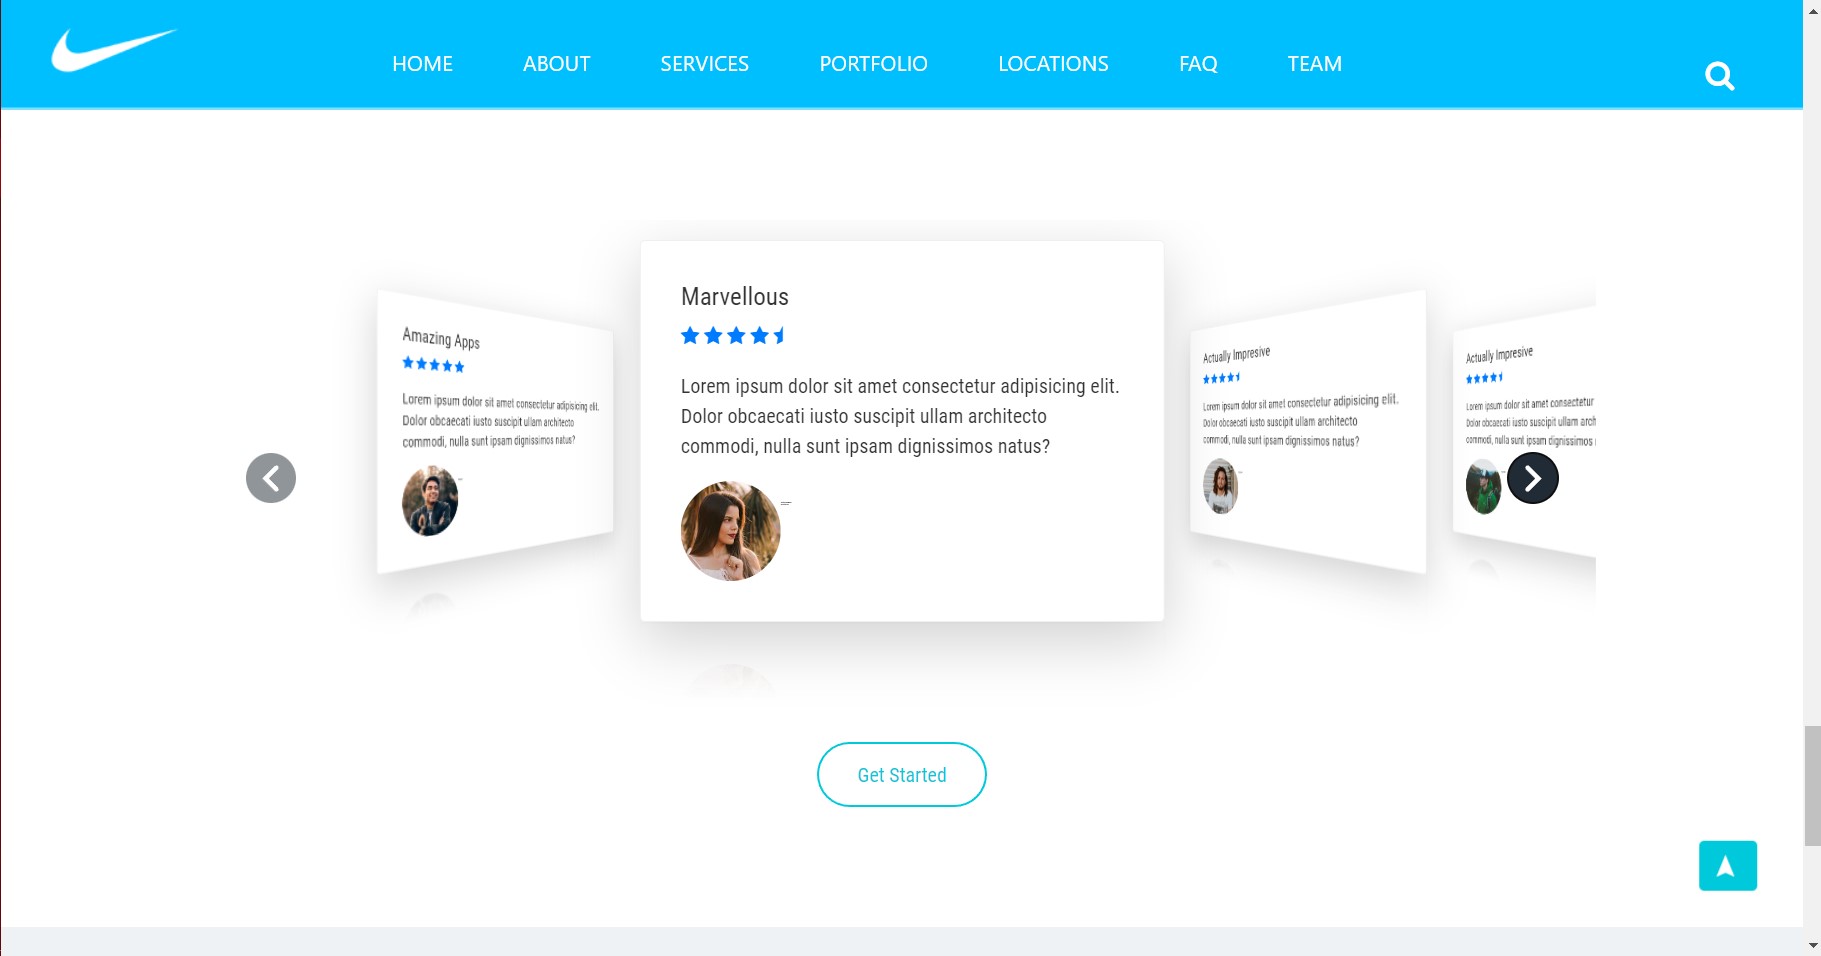 HOME ABOUT SERVICES PORTFOLIO LOCATIONS FAQ TEAM
Amazing Apps
Lorem ipsum dolor sit amet consectetur adipisicing elit.
Dolor obcaecati iusto suscipit ullam architecto
commodi, nulla sunt ipsam dignissimos natus?
Marvellous
Lorem ipsum dolor sit amet consectetur adipisicing elit.
Dolor obcaecati iusto suscipit ullam architecto
commodi, nulla sunt ipsam dignissimos natus?
Actually Impresive
Lorem ipsum dolor sit amet consectetur adipisicing elit.
Dolor obcaecati iusto suscipit ullam architecto
commodi, nulla sunt ipsam dignissimos natus?
Actually Impresive
Lorem ipsum dolor sit amet consectetur
Dolor obcaecati iusto suscipit ullam arch
commodi, nulla sunt ipsam dignissimos
Get Started